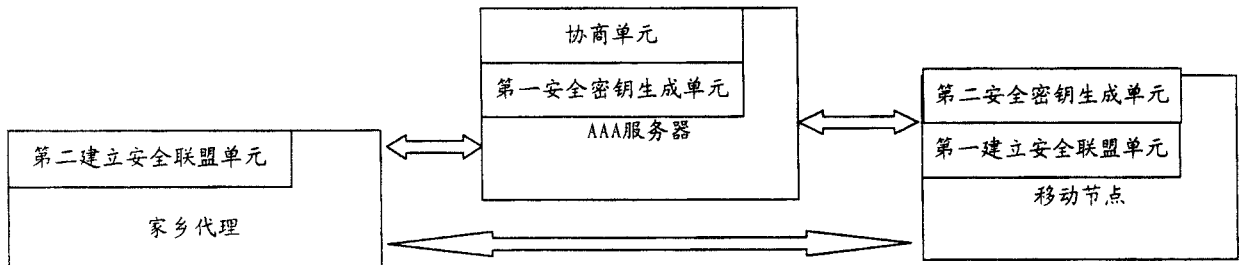 协商单元
第一安全密钥生成单元
AAA服务器
第二安全密钥生成单元
第一建立安全联盟单元
移动节点
第二建立安全联盟单元
家乡代理